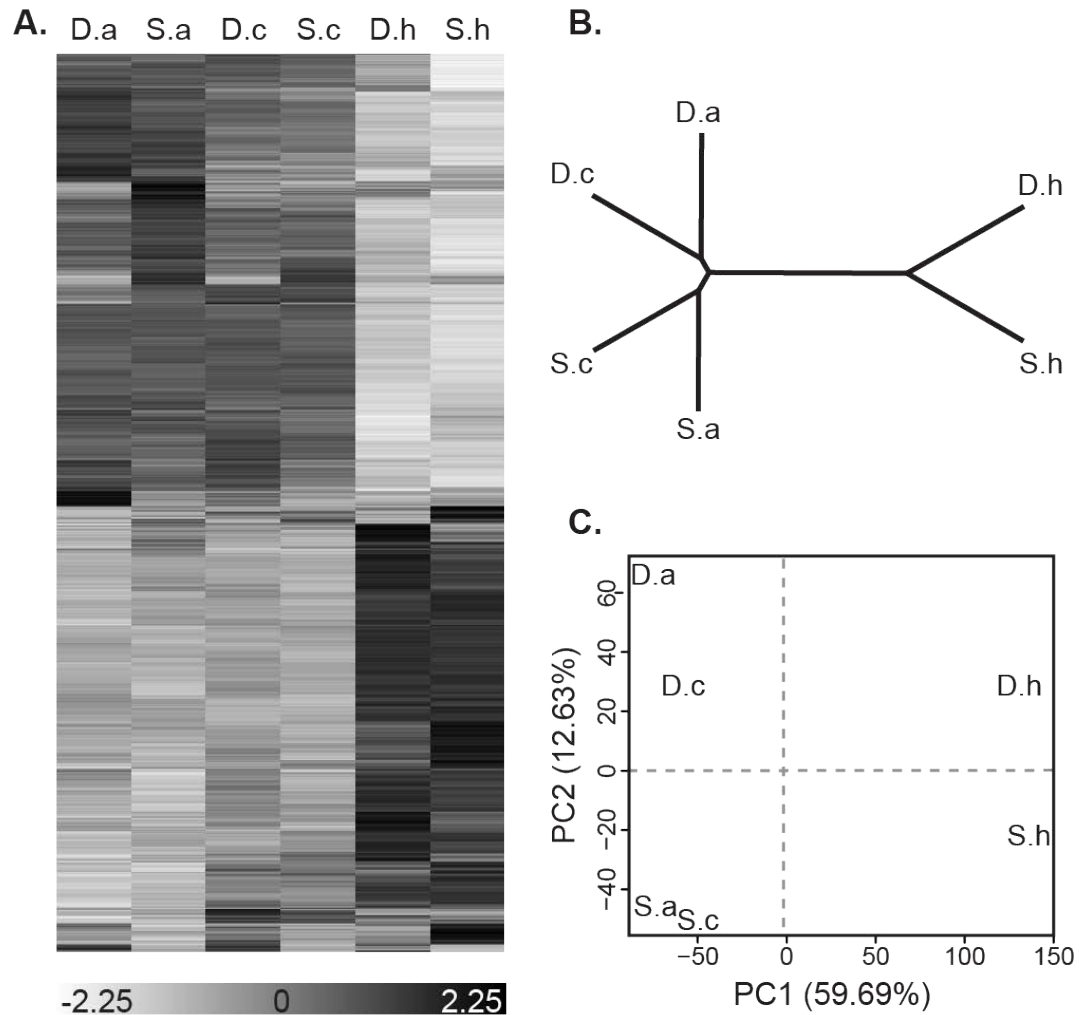 A.
D.a S.a D.c S.c D.h S.h
-2.25 0 2.25
B.
D.a
D.c
D.h
S.c
S.h
S.a
C.
D.a
D.c
D.h
S.h
S.a
S.c
60
40
20
0
−20
−40
PC2 (12.63%)
−50 0 50 100 150
PC1 (59.69%)